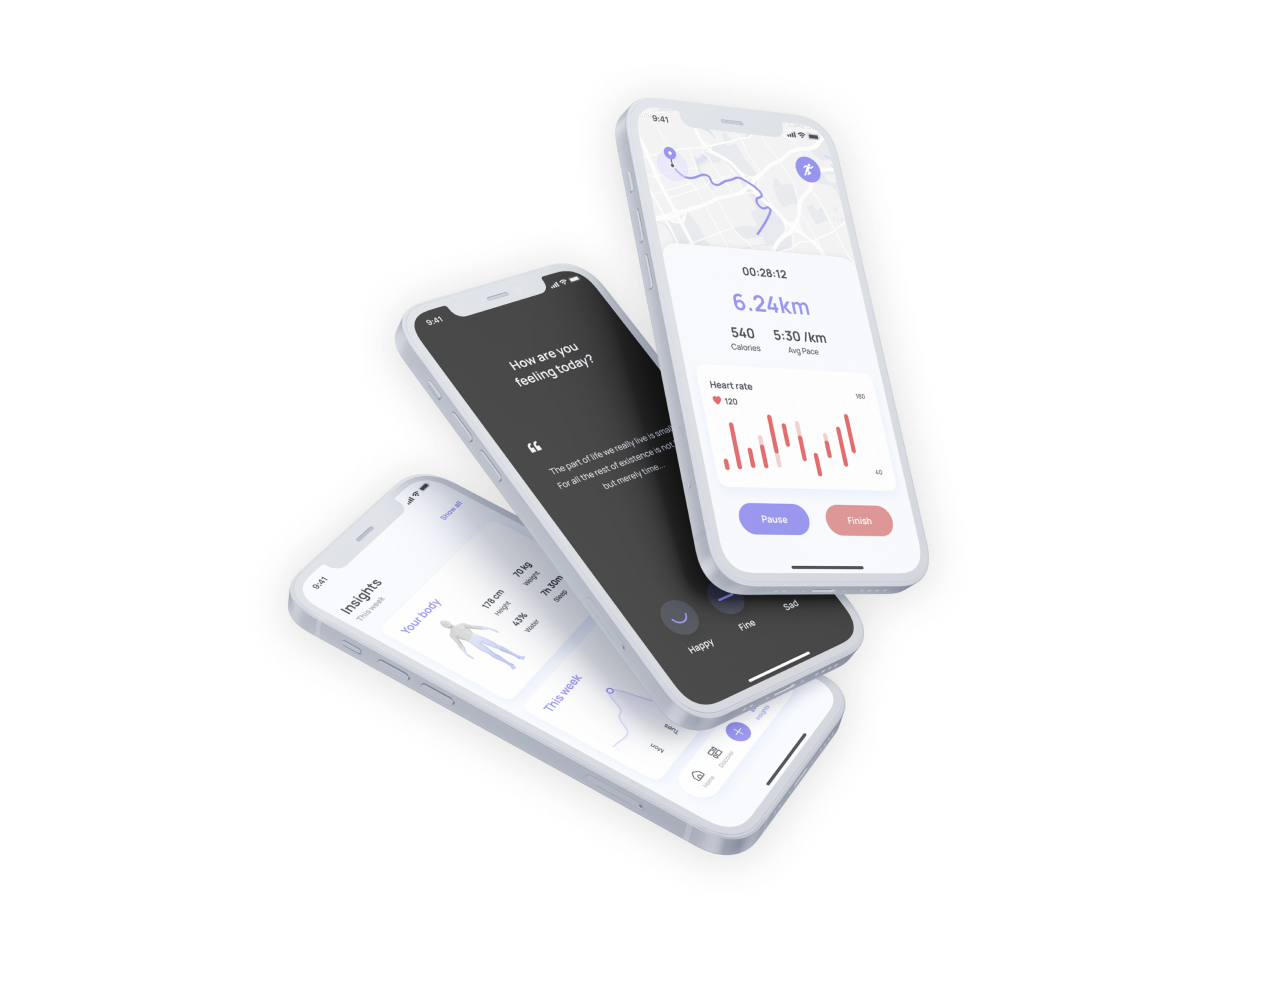 9:41
00:28:12
6.24km
540
Calories
5:30 /km
Avg Pace
Heart rate
120
180
40
Pause
Finish
9:41
How are you
feeling today?
“
The part of life we really live is small
For all the rest of existence is not
but merely time...
Happy
Fine
Sad
9:41
Insights
This week
Show all
Your body
178 cm
Height
70 kg
Weight
43%
Water
7h 30m
Sleep
This week
Mon
Tues
Home
Discover
Insights